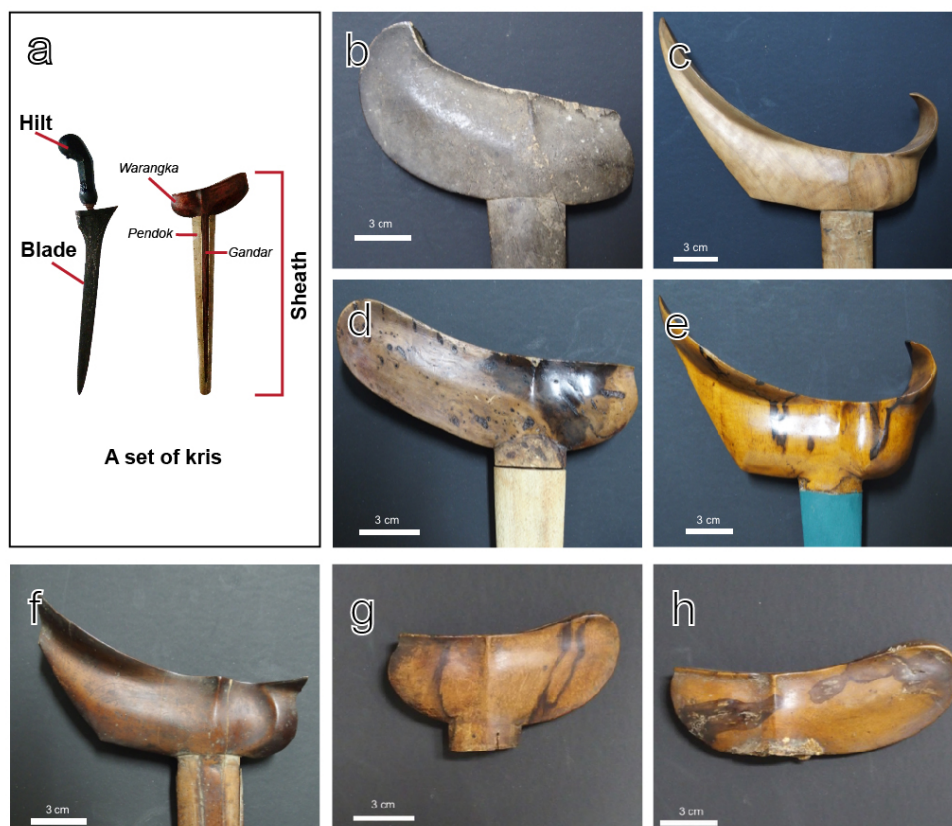 a
Hilt
Warangka
Pendok
Gandar
Blade
Sheath
A set of kris
b
3 cm
c
3 cm
d
3 cm
e
3 cm
f
3 cm
g
3 cm
h
3 cm